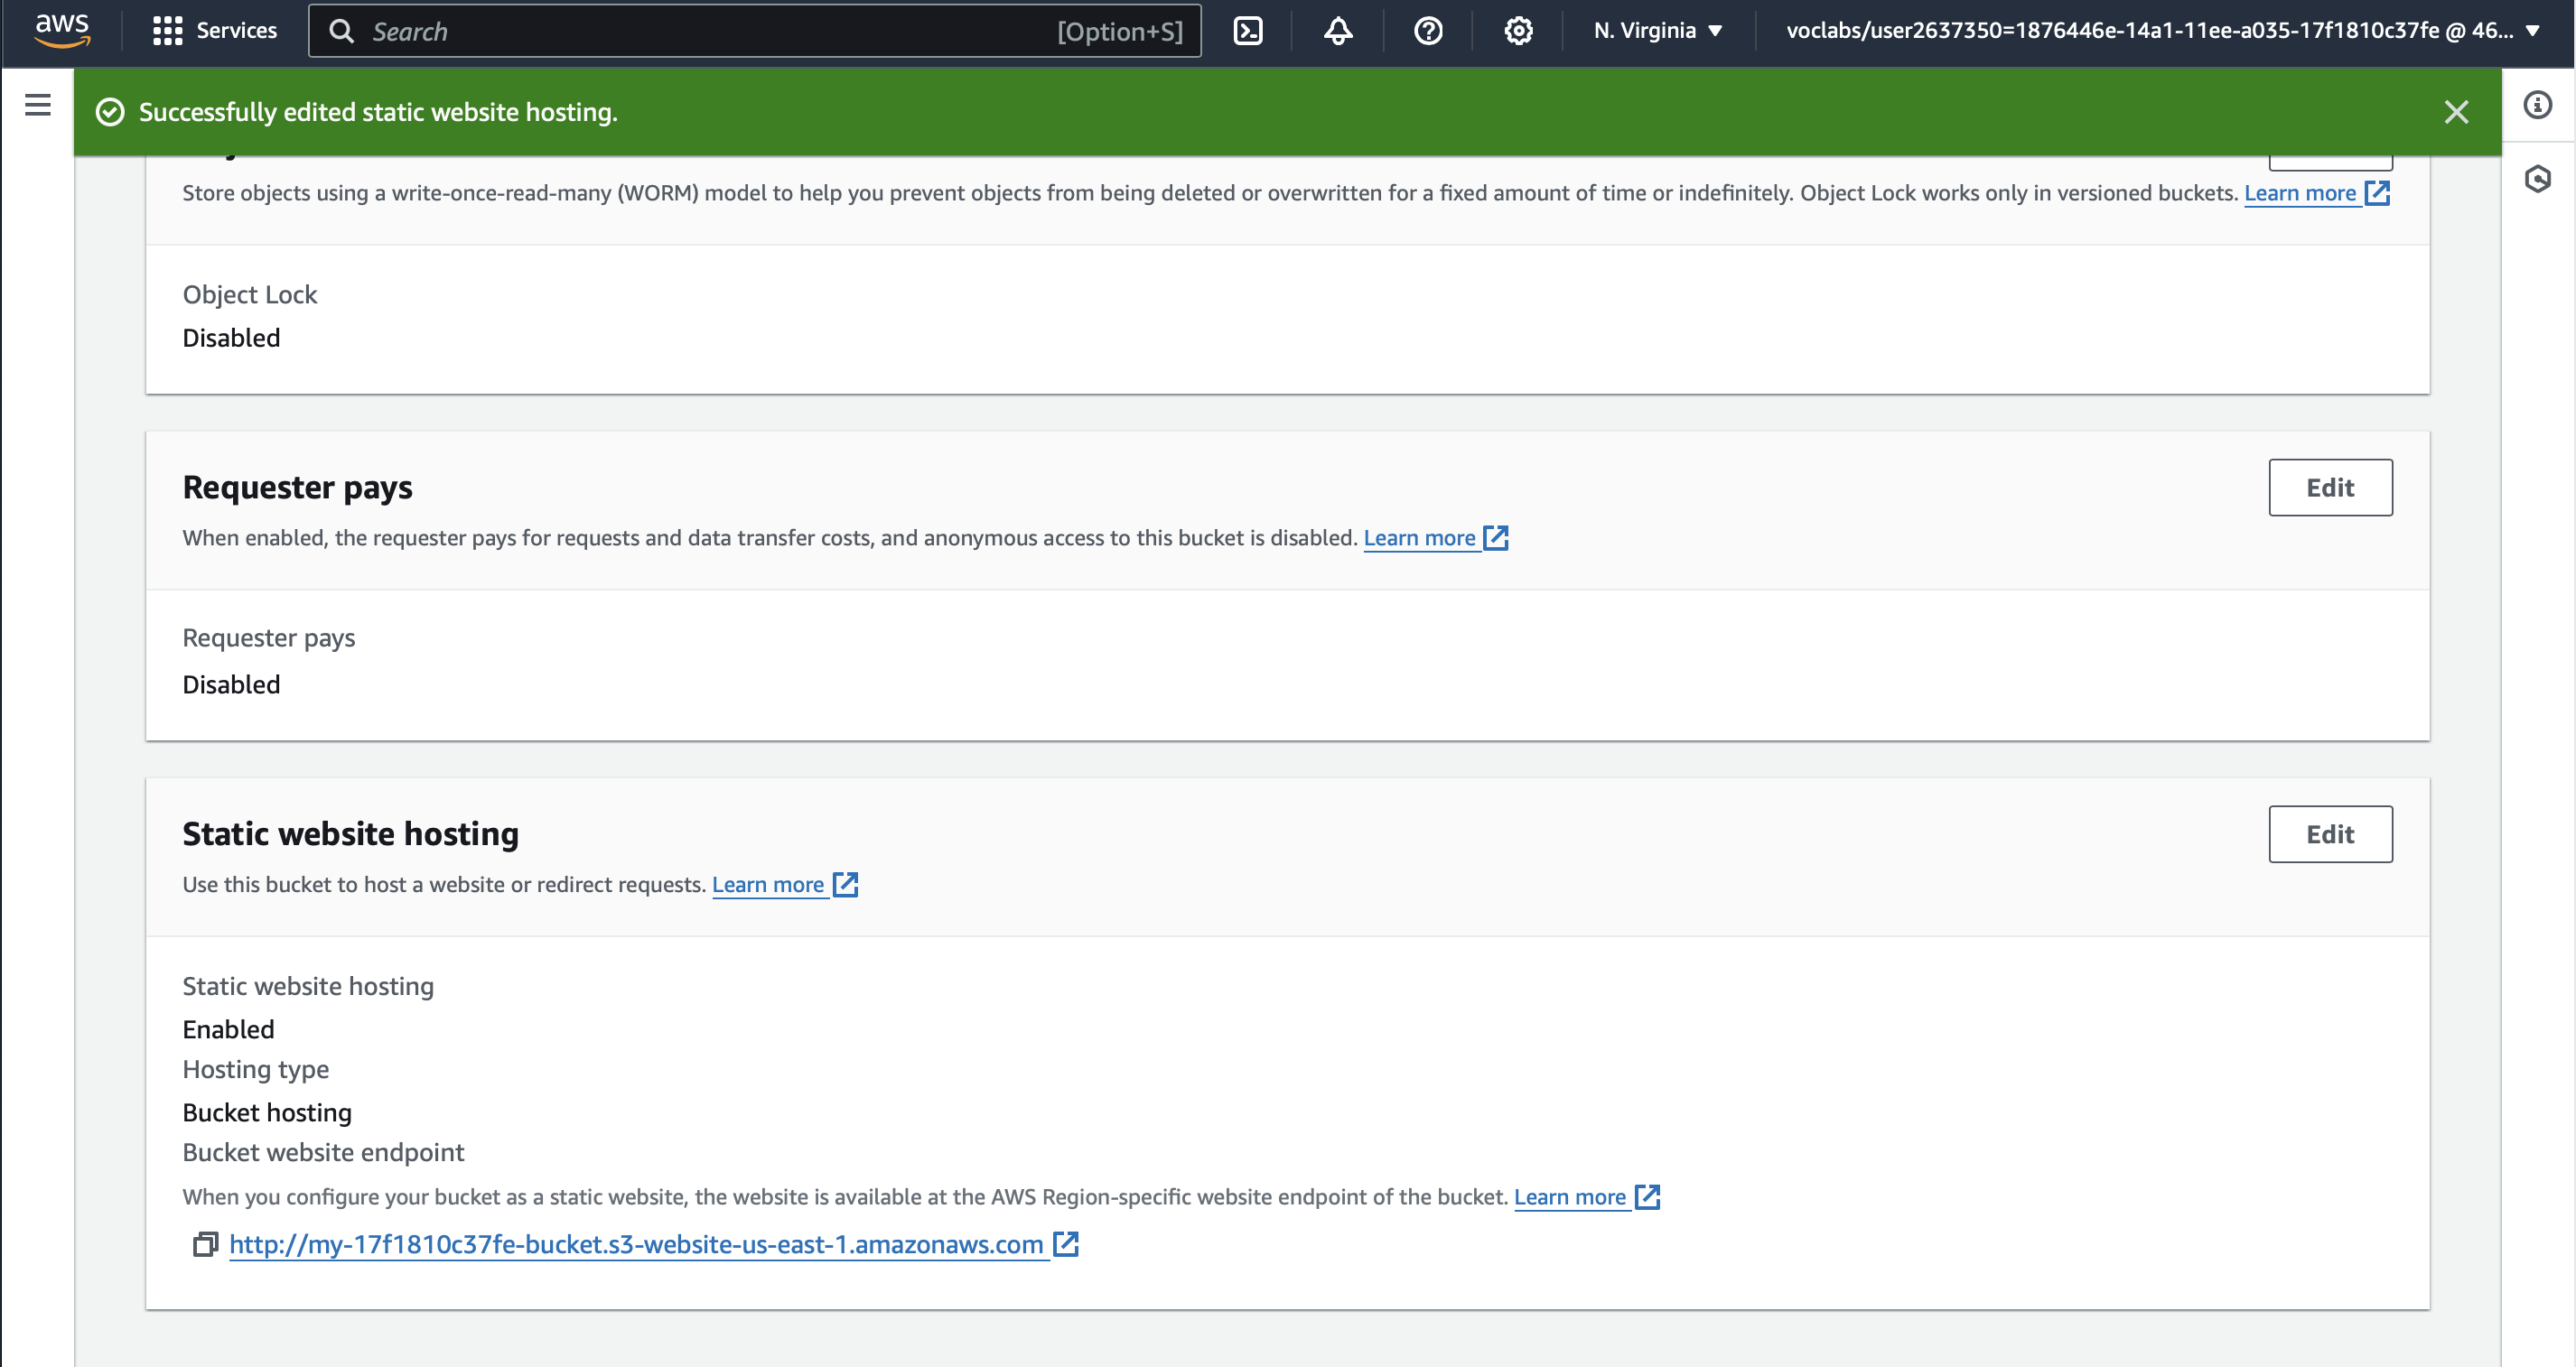 aws
Services
Search
[Option+S]
N. Virginia
voclabs/user2637350=1876446e-14a1-11ee-a035-17f1810c37fe @ 46...
Successfully edited static website hosting.
Store objects using a write-once-read-many (WORM) model to help you prevent objects from being deleted or overwritten for a fixed amount of time or indefinitely. Object Lock works only in versioned buckets. Learn more
Object Lock
Disabled
Requester pays
Edit
When enabled, the requester pays for requests and data transfer costs, and anonymous access to this bucket is disabled. Learn more
Requester pays
Disabled
Static website hosting
Edit
Use this bucket to host a website or redirect requests. Learn more
Static website hosting
Enabled
Hosting type
Bucket hosting
Bucket website endpoint
When you configure your bucket as a static website, the website is available at the AWS Region-specific website endpoint of the bucket. Learn more
http://my-17f1810c37fe-bucket.s3-website-us-east-1.amazonaws.com